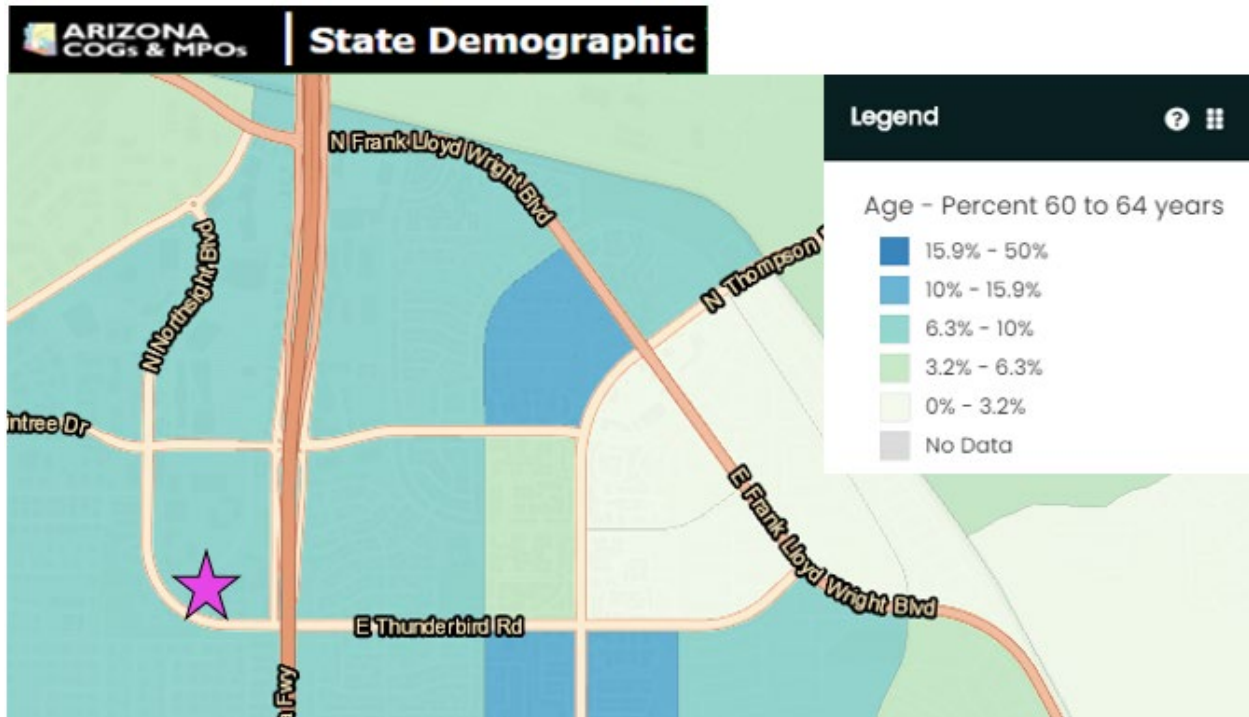 ARIZONA
COGs & MPOs
State Demographic
Legend
?
Age - Percent 60 to 64 years
15.9% - 50%
10% - 15.9%
6.3% - 10%
3.2% - 6.3%
0% - 3.2%
No Data
N Frank Lloyd Wright Blvd
N Thompson
N Northsight Blvd
intree Dr
E Frank Lloyd Wright Blvd
E Thunderbird Rd
a Fwy